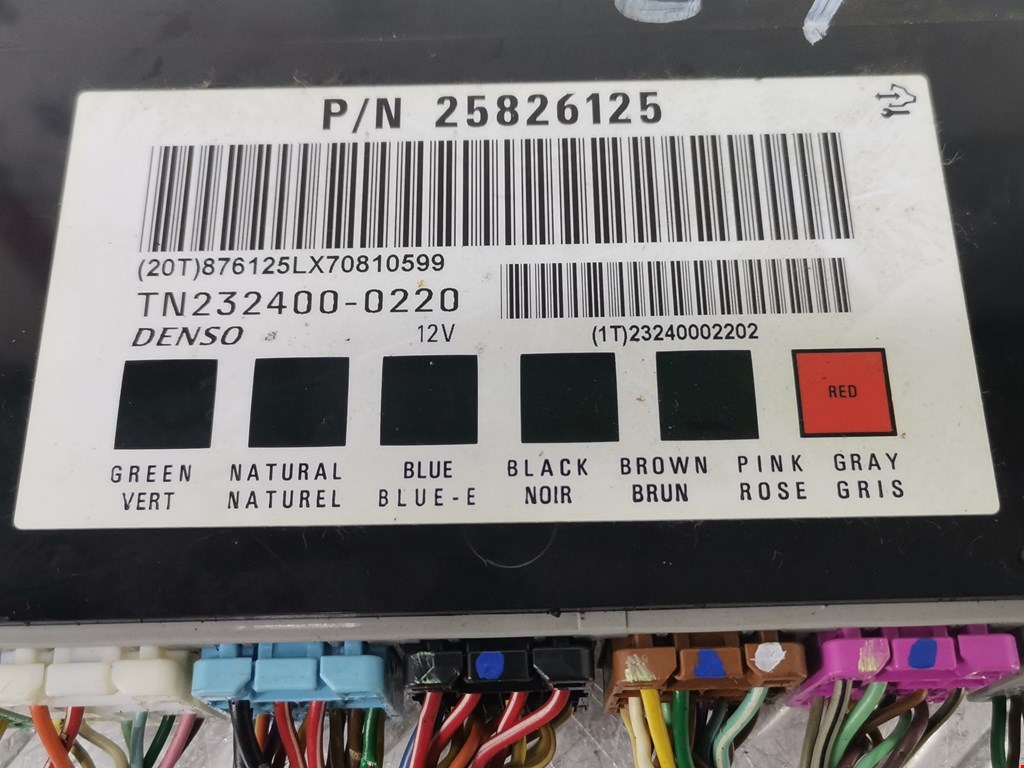 P/N 25826125
(20T)876125LX70810599
TN232400-0220
DENSO 12V
(1T)23240002202
RED
GREEN NATURAL BLUE BLACK BROWN PINK GRAY
VERT NATUREL BLUE-E NOIR BRUN ROSE GRIS